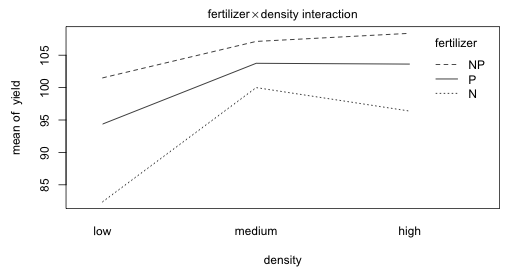 fertilizer×density interaction
mean of yield
105
100
95
90
85
fertilizer
NP
P
N
low medium high
density